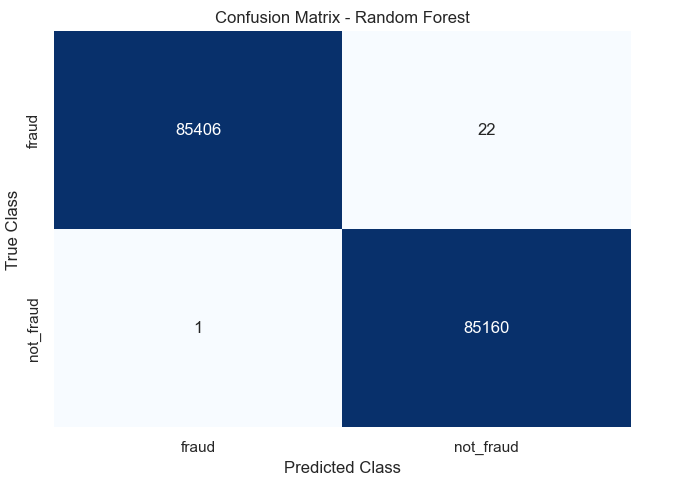 Confusion Matrix - Random Forest
True Class
fraud
85406
22
not_fraud
1
85160
fraud
not_fraud
Predicted Class